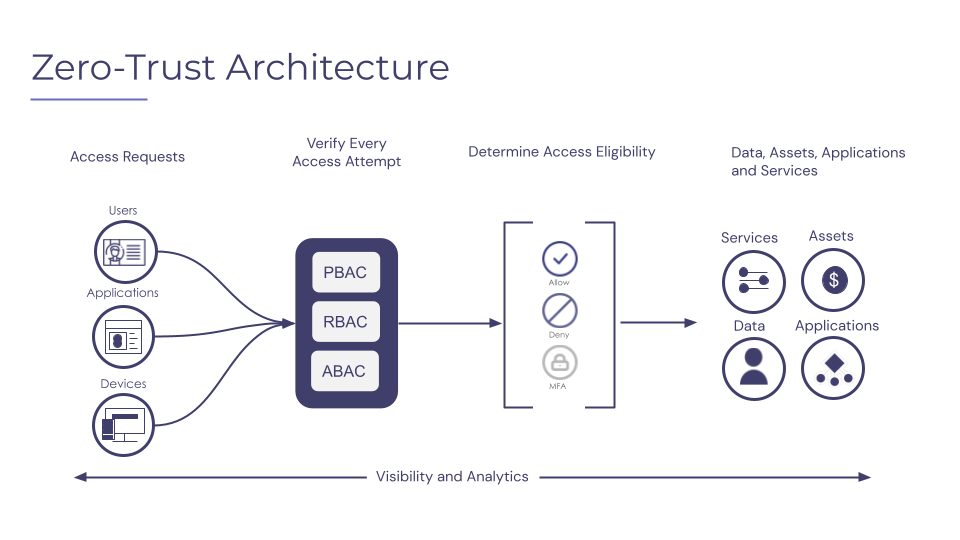 Zero-Trust Architecture
Access Requests
Verify Every
Access Attempt
Determine Access Eligibility
Data, Assets, Applications
and Services
Users
Applications
Devices
PBAC
RBAC
ABAC
Allow
Deny
MFA
Services
Assets
$
Data
Applications
Visibility and Analytics